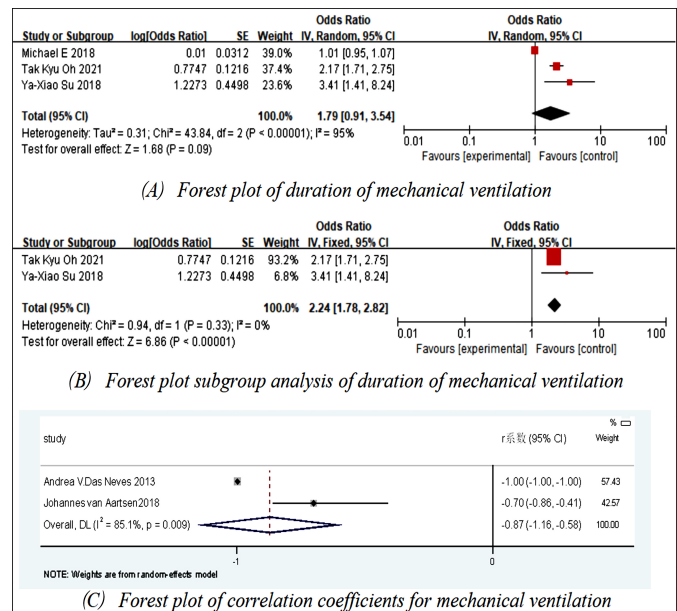 Odds Ratio Odds Ratio
Study or Subgroup log[Odds Ratio] SE Weight IV, Random, 95% CI IV, Random, 95% CI
Michael E 2018 0.01 0.0312 39.0% 1.01 [0.95, 1.07]
Tak Kyu Oh 2021 0.7747 0.1216 37.4% 2.17 [1.71, 2.75]
Ya-Xiao Su 2018 1.2273 0.4498 23.6% 3.41 [1.41, 8.24]
Total (95% CI) 100.0% 1.79 [0.91, 3.54]
Heterogeneity: Tau² = 0.31; Chi² = 43.84, df = 2 (P < 0.00001); I² = 95%
Test for overall effect: Z = 1.68 (P = 0.09)
0.01 0.1 1 10 100
Favours [experimental] Favours [control]
(A) Forest plot of duration of mechanical ventilation
Odds Ratio Odds Ratio
Study or Subgroup log[Odds Ratio] SE Weight IV, Fixed, 95% CI IV, Fixed, 95% CI
Tak Kyu Oh 2021 0.7747 0.1216 93.2% 2.17 [1.71, 2.75]
Ya-Xiao Su 2018 1.2273 0.4498 6.8% 3.41 [1.41, 8.24]
Total (95% CI) 100.0% 2.24 [1.78, 2.82]
Heterogeneity: Chi² = 0.94, df = 1 (P = 0.33); I² = 0%
Test for overall effect: Z = 6.86 (P < 0.00001)
0.01 0.1 1 10 100
Favours [experimental] Favours [control]
(B) Forest plot subgroup analysis of duration of mechanical ventilation
%
study r系数 (95% CI) Weight
Andrea V.Das Neves 2013 -1.00 (-1.00, -1.00) 57.43
Johannes van Aartsen2018 -0.70 (-0.86, -0.41) 42.57
Overall, DL (I² = 85.1%, p = 0.009) -0.87 (-1.16, -0.58) 100.00
-1 0
NOTE: Weights are from random-effects model
(C) Forest plot of correlation coefficients for mechanical ventilation